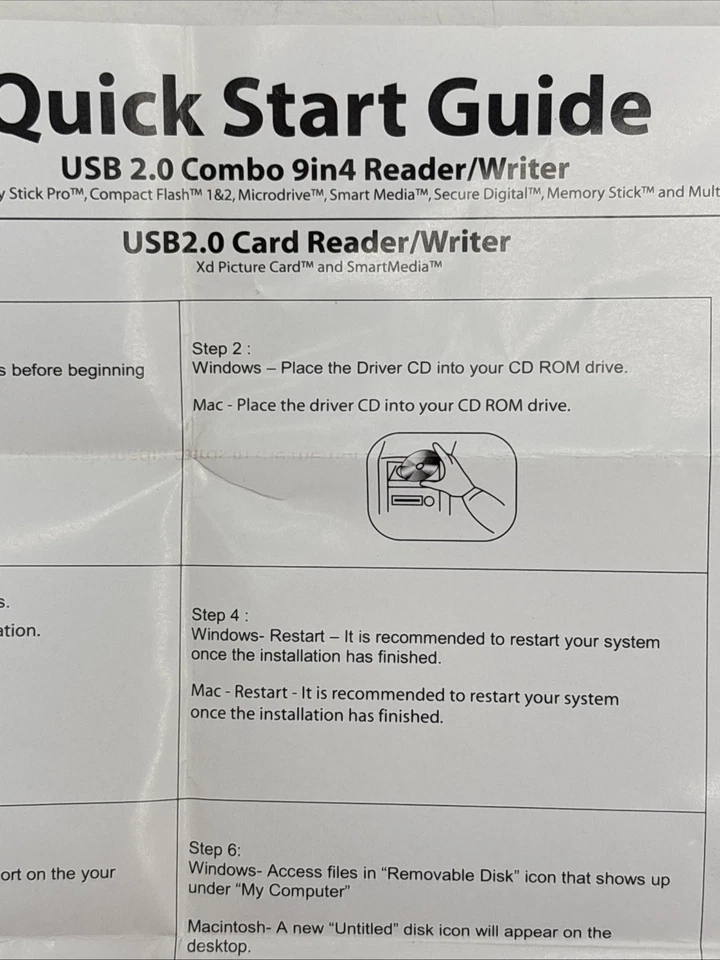 Quick Start Guide
USB 2.0 Combo 9in4 Reader/Writer
y Stick Pro™, Compact Flash™ 1&2, Microdrive™, Smart Media™, Secure Digital™, Memory Stick™ and Mult
USB2.0 Card Reader/Writer
Xd Picture Card™ and SmartMedia™
s before beginning
Step 2 :
Windows – Place the Driver CD into your CD ROM drive.
Mac - Place the driver CD into your CD ROM drive.
s.
ation.
Step 4 :
Windows- Restart – It is recommended to restart your system
once the installation has finished.
Mac - Restart - It is recommended to restart your system
once the installation has finished.
ort on the your
Step 6:
Windows- Access files in “Removable Disk” icon that shows up
under “My Computer”
Macintosh- A new “Untitled” disk icon will appear on the
desktop.